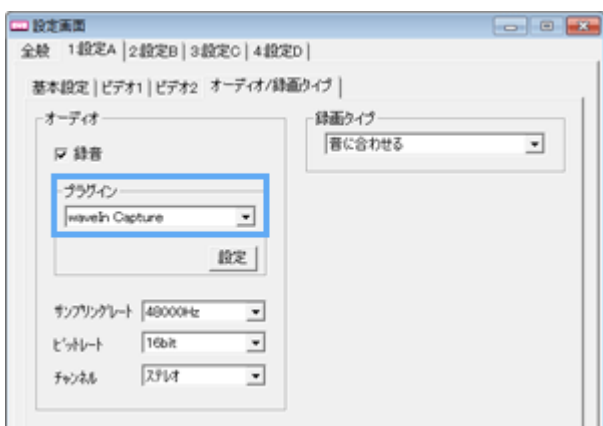 設定画面
全般 1:設定A 2:設定B 3:設定C 4:設定D
基本設定 ビデオ1 ビデオ2 オーディオ/録画タイプ
オーディオ
録音
プラグイン
waveIn Capture
設定
サンプリングレート 48000Hz
ビットレート 16bit
チャンネル ステレオ
録画タイプ
音に合わせる